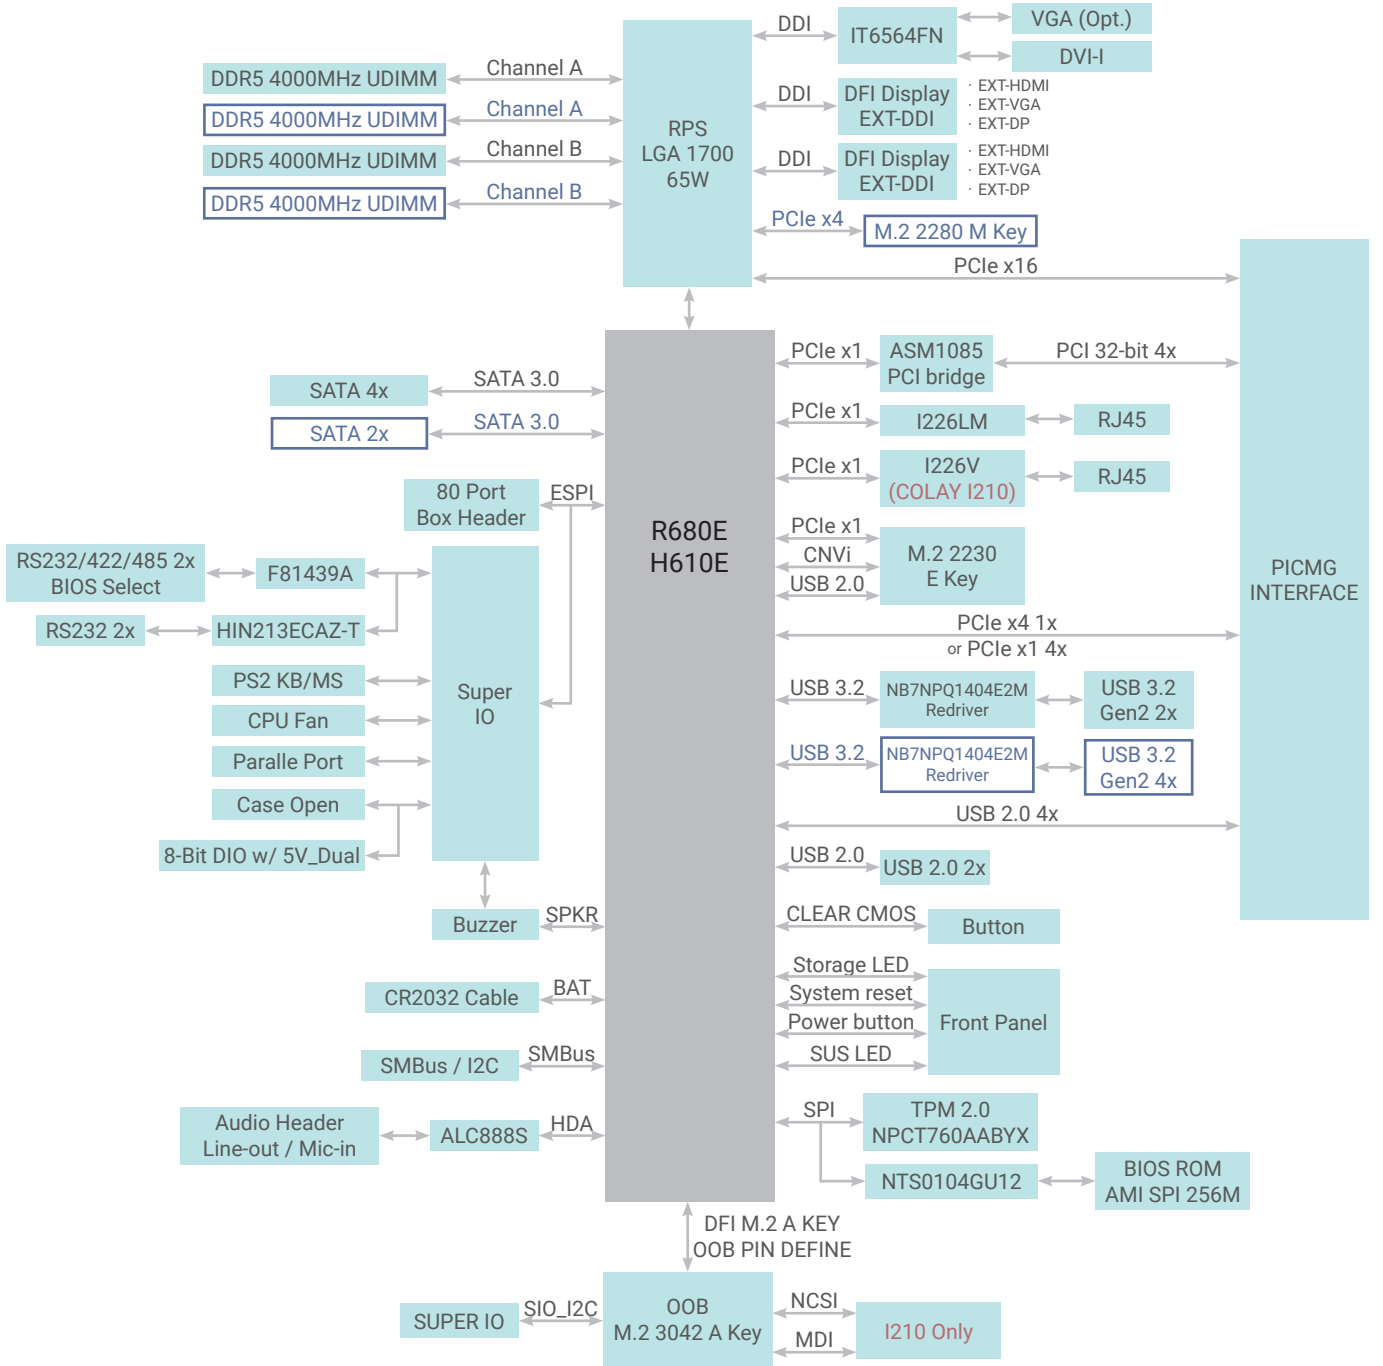 DDI
IT6564FN
VGA (Opt.)
DVI-I
DDR5 4000MHz UDIMM
Channel A
DDR5 4000MHz UDIMM
Channel A
DDR5 4000MHz UDIMM
Channel B
DDR5 4000MHz UDIMM
Channel B
RPS
LGA 1700
65W
DDI
DFI Display
EXT-DDI
· EXT-HDMI
· EXT-VGA
· EXT-DP
DDI
DFI Display
EXT-DDI
· EXT-HDMI
· EXT-VGA
· EXT-DP
PCIe x4
M.2 2280 M Key
PCIe x16
PICMG
INTERFACE
R680E
H610E
SATA 4x
SATA 3.0
SATA 2x
SATA 3.0
80 Port
Box Header
ESPI
RS232/422/485 2x
BIOS Select
F81439A
RS232 2x
HIN213ECAZ-T
PS2 KB/MS
CPU Fan
Paralle Port
Case Open
8-Bit DIO w/ 5V_Dual
Super
IO
Buzzer
SPKR
CR2032 Cable
BAT
SMBus / I2C
SMBus
Audio Header
Line-out / Mic-in
ALC888S
HDA
PCIe x1
ASM1085
PCI bridge
PCI 32-bit 4x
PCIe x1
I226LM
RJ45
PCIe x1
I226V
(COLAY I210)
RJ45
PCIe x1
CNVi
USB 2.0
M.2 2230
E Key
PCIe x4 1x
or PCIe x1 4x
USB 3.2
NB7NPQ1404E2M
Redriver
USB 3.2
Gen2 2x
USB 3.2
NB7NPQ1404E2M
Redriver
USB 3.2
Gen2 4x
USB 2.0 4x
USB 2.0
USB 2.0 2x
CLEAR CMOS
Button
Storage LED
System reset
Power button
SUS LED
Front Panel
SPI
TPM 2.0
NPCT760AABYX
NTS0104GU12
BIOS ROM
AMI SPI 256M
DFI M.2 A KEY
OOB PIN DEFINE
SUPER IO
SIO_I2C
OOB
M.2 3042 A Key
NCSI
MDI
I210 Only